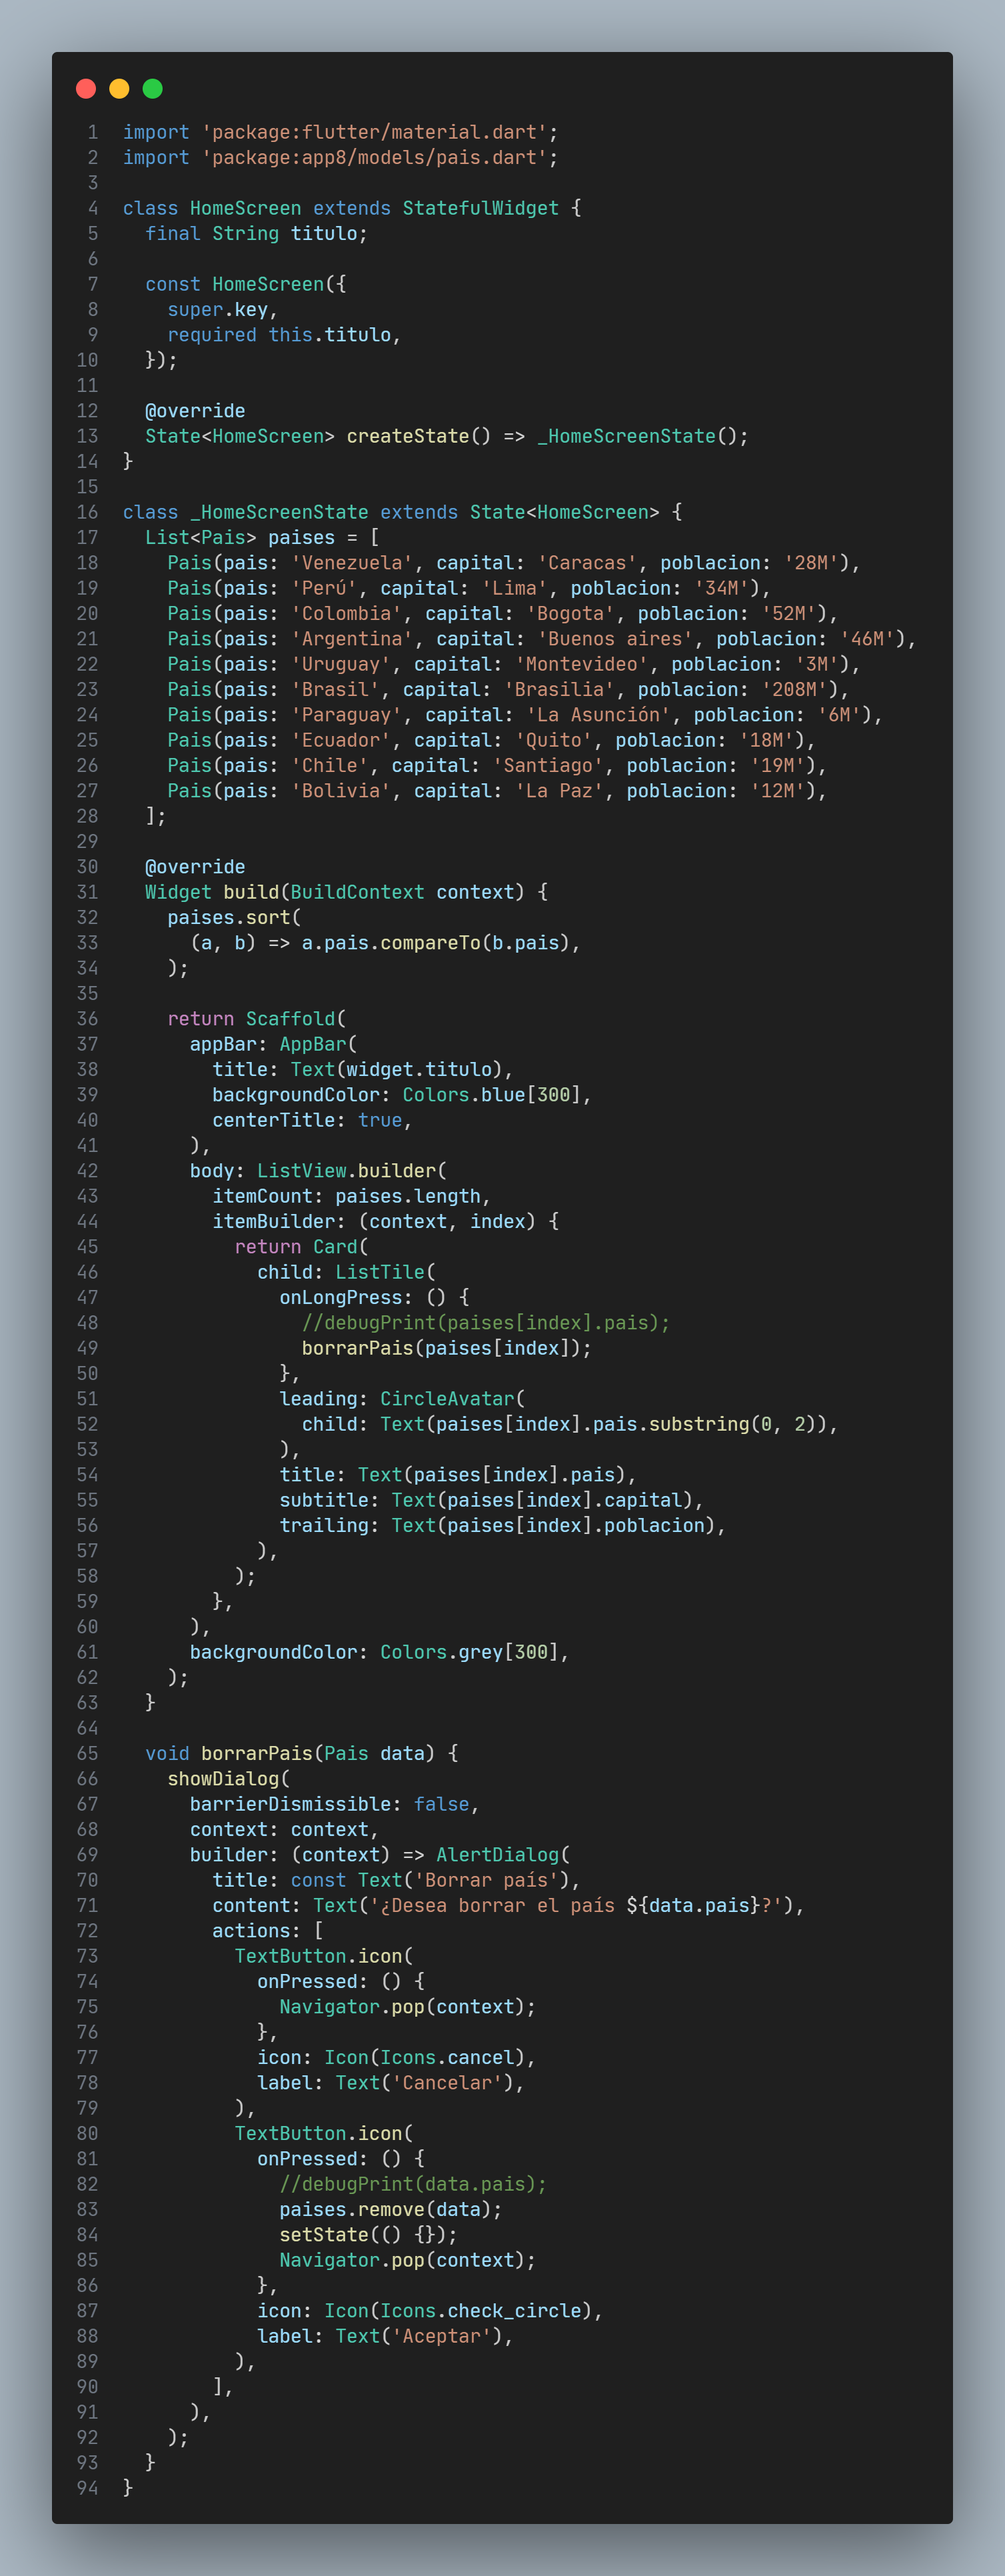 1 import 'package:flutter/material.dart';
2 import 'package:app8/models/pais.dart';
3
4 class HomeScreen extends StatefulWidget {
5   final String titulo;
6
7   const HomeScreen({
8     super.key,
9     required this.titulo,
10   });
11
12   @override
13   State<HomeScreen> createState() => _HomeScreenState();
14 }
15
16 class _HomeScreenState extends State<HomeScreen> {
17   List<Pais> paises = [
18     Pais(pais: 'Venezuela', capital: 'Caracas', poblacion: '28M'),
19     Pais(pais: 'Perú', capital: 'Lima', poblacion: '34M'),
20     Pais(pais: 'Colombia', capital: 'Bogota', poblacion: '52M'),
21     Pais(pais: 'Argentina', capital: 'Buenos aires', poblacion: '46M'),
22     Pais(pais: 'Uruguay', capital: 'Montevideo', poblacion: '3M'),
23     Pais(pais: 'Brasil', capital: 'Brasilia', poblacion: '208M'),
24     Pais(pais: 'Paraguay', capital: 'La Asunción', poblacion: '6M'),
25     Pais(pais: 'Ecuador', capital: 'Quito', poblacion: '18M'),
26     Pais(pais: 'Chile', capital: 'Santiago', poblacion: '19M'),
27     Pais(pais: 'Bolivia', capital: 'La Paz', poblacion: '12M'),
28   ];
29
30   @override
31   Widget build(BuildContext context) {
32     paises.sort(
33       (a, b) => a.pais.compareTo(b.pais),
34     );
35
36     return Scaffold(
37       appBar: AppBar(
38         title: Text(widget.titulo),
39         backgroundColor: Colors.blue[300],
40         centerTitle: true,
41       ),
42       body: ListView.builder(
43         itemCount: paises.length,
44         itemBuilder: (context, index) {
45           return Card(
46             child: ListTile(
47               onLongPress: () {
48                 //debugPrint(paises[index].pais);
49                 borrarPais(paises[index]);
50               },
51               leading: CircleAvatar(
52                 child: Text(paises[index].pais.substring(0, 2)),
53               ),
54               title: Text(paises[index].pais),
55               subtitle: Text(paises[index].capital),
56               trailing: Text(paises[index].poblacion),
57             ),
58           );
59         },
60       ),
61       backgroundColor: Colors.grey[300],
62     );
63   }
64
65   void borrarPais(Pais data) {
66     showDialog(
67       barrierDismissible: false,
68       context: context,
69       builder: (context) => AlertDialog(
70         title: const Text('Borrar país'),
71         content: Text('¿Desea borrar el país ${data.pais}?'),
72         actions: [
73           TextButton.icon(
74             onPressed: () {
75               Navigator.pop(context);
76             },
77             icon: Icon(Icons.cancel),
78             label: Text('Cancelar'),
79           ),
80           TextButton.icon(
81             onPressed: () {
82               //debugPrint(data.pais);
83               paises.remove(data);
84               setState(() {});
85               Navigator.pop(context);
86             },
87             icon: Icon(Icons.check_circle),
88             label: Text('Aceptar'),
89           ),
90         ],
91       ),
92     );
93   }
94 }